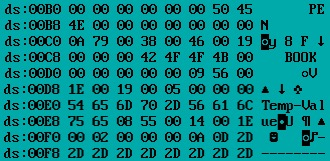 ds:00B0 00 00 00 00 00 00 50 45 PE
ds:00B8 4E 00 00 00 00 00 00 00 N
ds:00C0 0A 79 00 38 00 46 00 19 ◙y 8 F ↓
ds:00C8 00 00 00 42 4F 4F 4B 00 BOOK
ds:00D0 00 00 00 00 00 09 56 00 ○V
ds:00D8 1E 00 19 00 05 00 00 00 ▲ ↓ ♣
ds:00E0 54 65 6D 70 2D 56 61 6C Temp-Val
ds:00E8 75 65 08 55 00 14 00 1E ue◘U ¶ ▲
ds:00F0 00 02 00 00 00 0A 0D 2D ☻ ◙♪-
ds:00F8 2D 2D 2D 2D 2D 2D 2D 2D --------